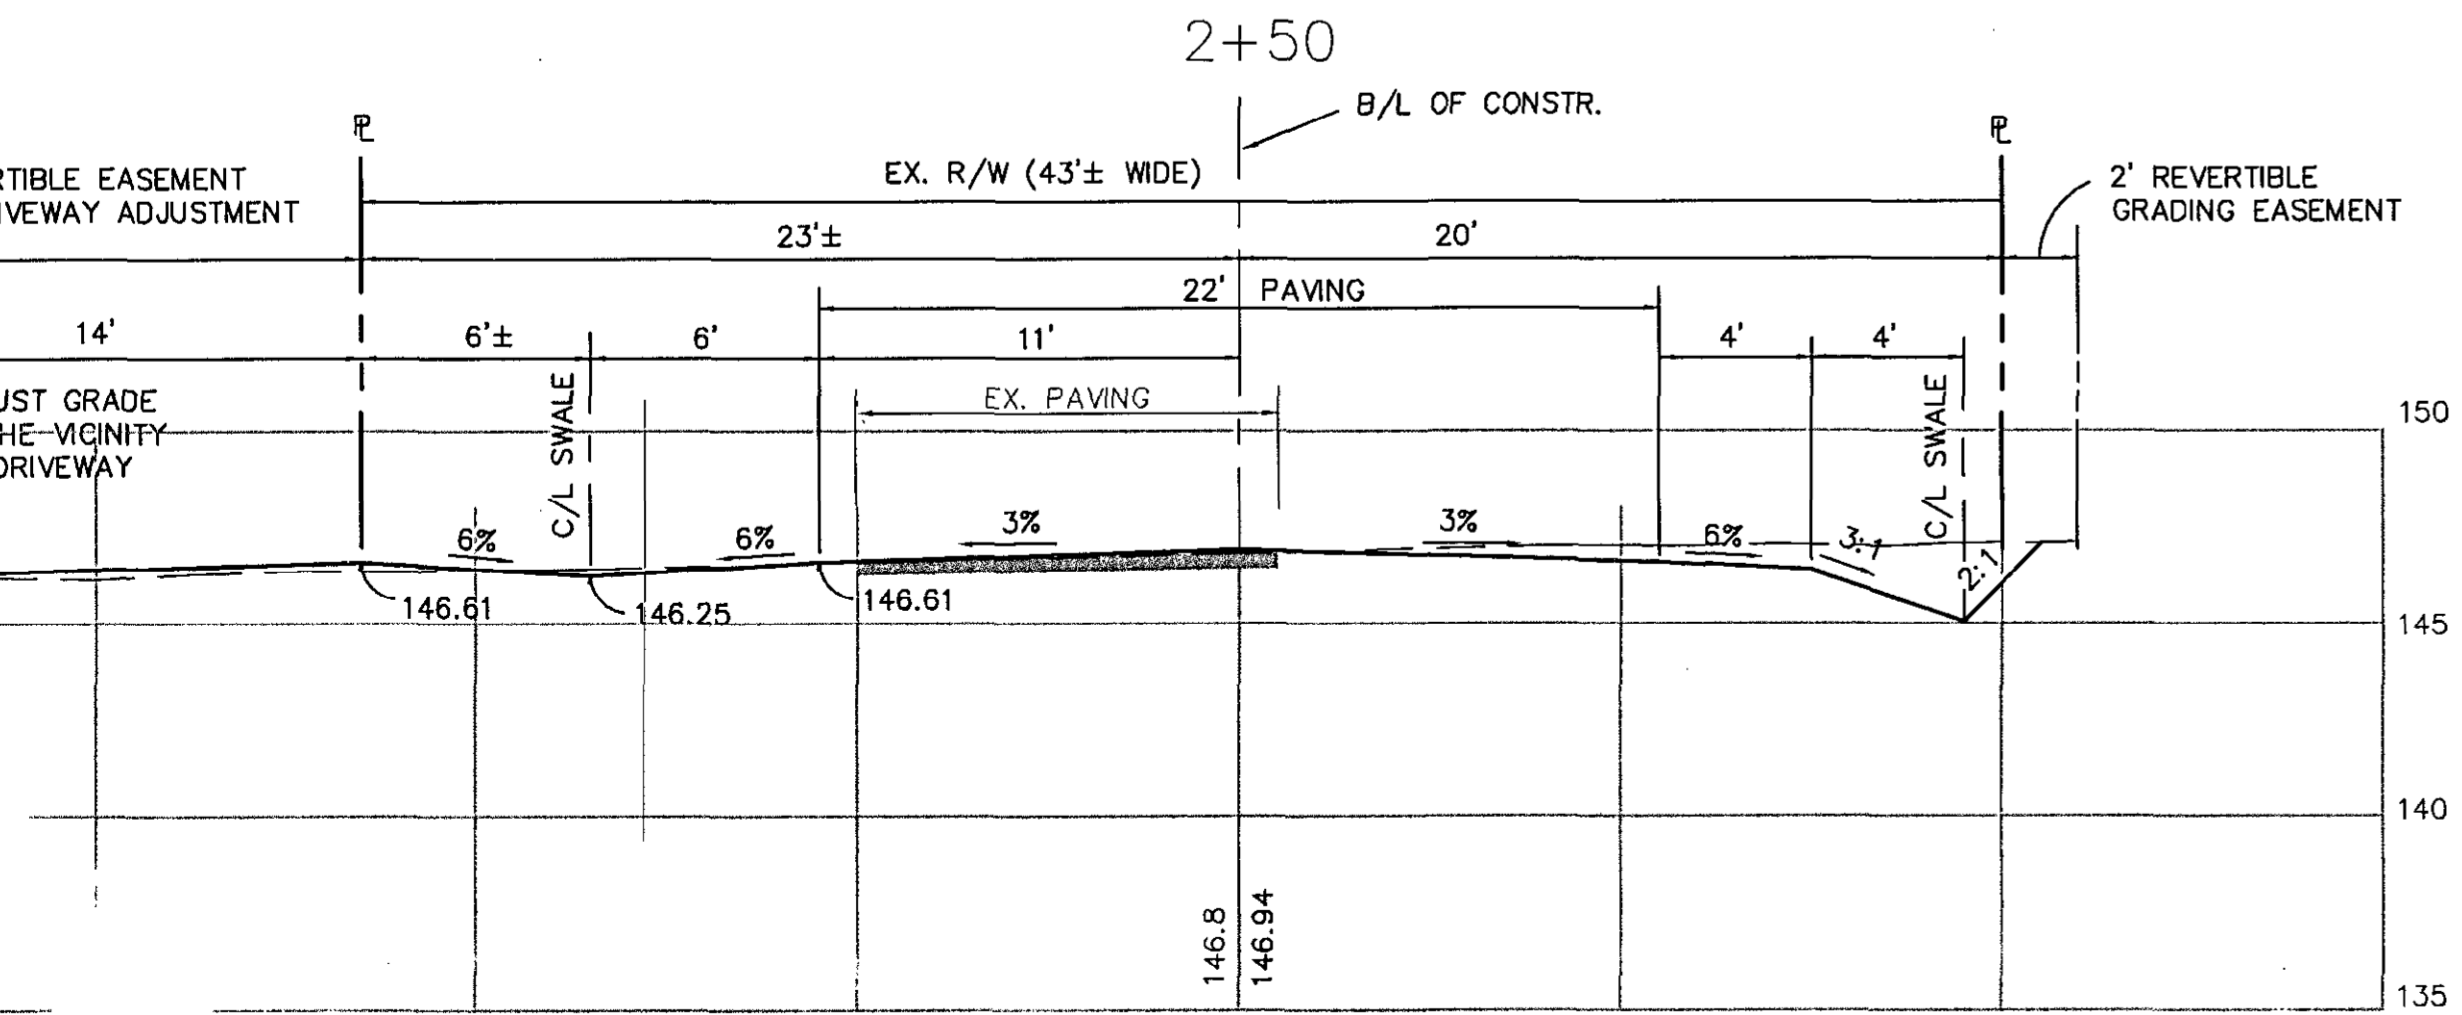 2+50
B/L OF CONSTR.
PL
PL
EX. R/W (43'± WIDE)
RTIBLE EASEMENT
IVEWAY ADJUSTMENT
2' REVERTIBLE
GRADING EASEMENT
23'±
20'
22' PAVING
14'
6'±
6'
11'
4'
4'
UST GRADE
HE VICINITY
DRIVEWAY
C/L SWALE
EX. PAVING
C/L SWALE
150
6%
6%
3%
3%
6%
3:1
2:1
146.61
146.25
146.61
145
140
146.8
146.94
135